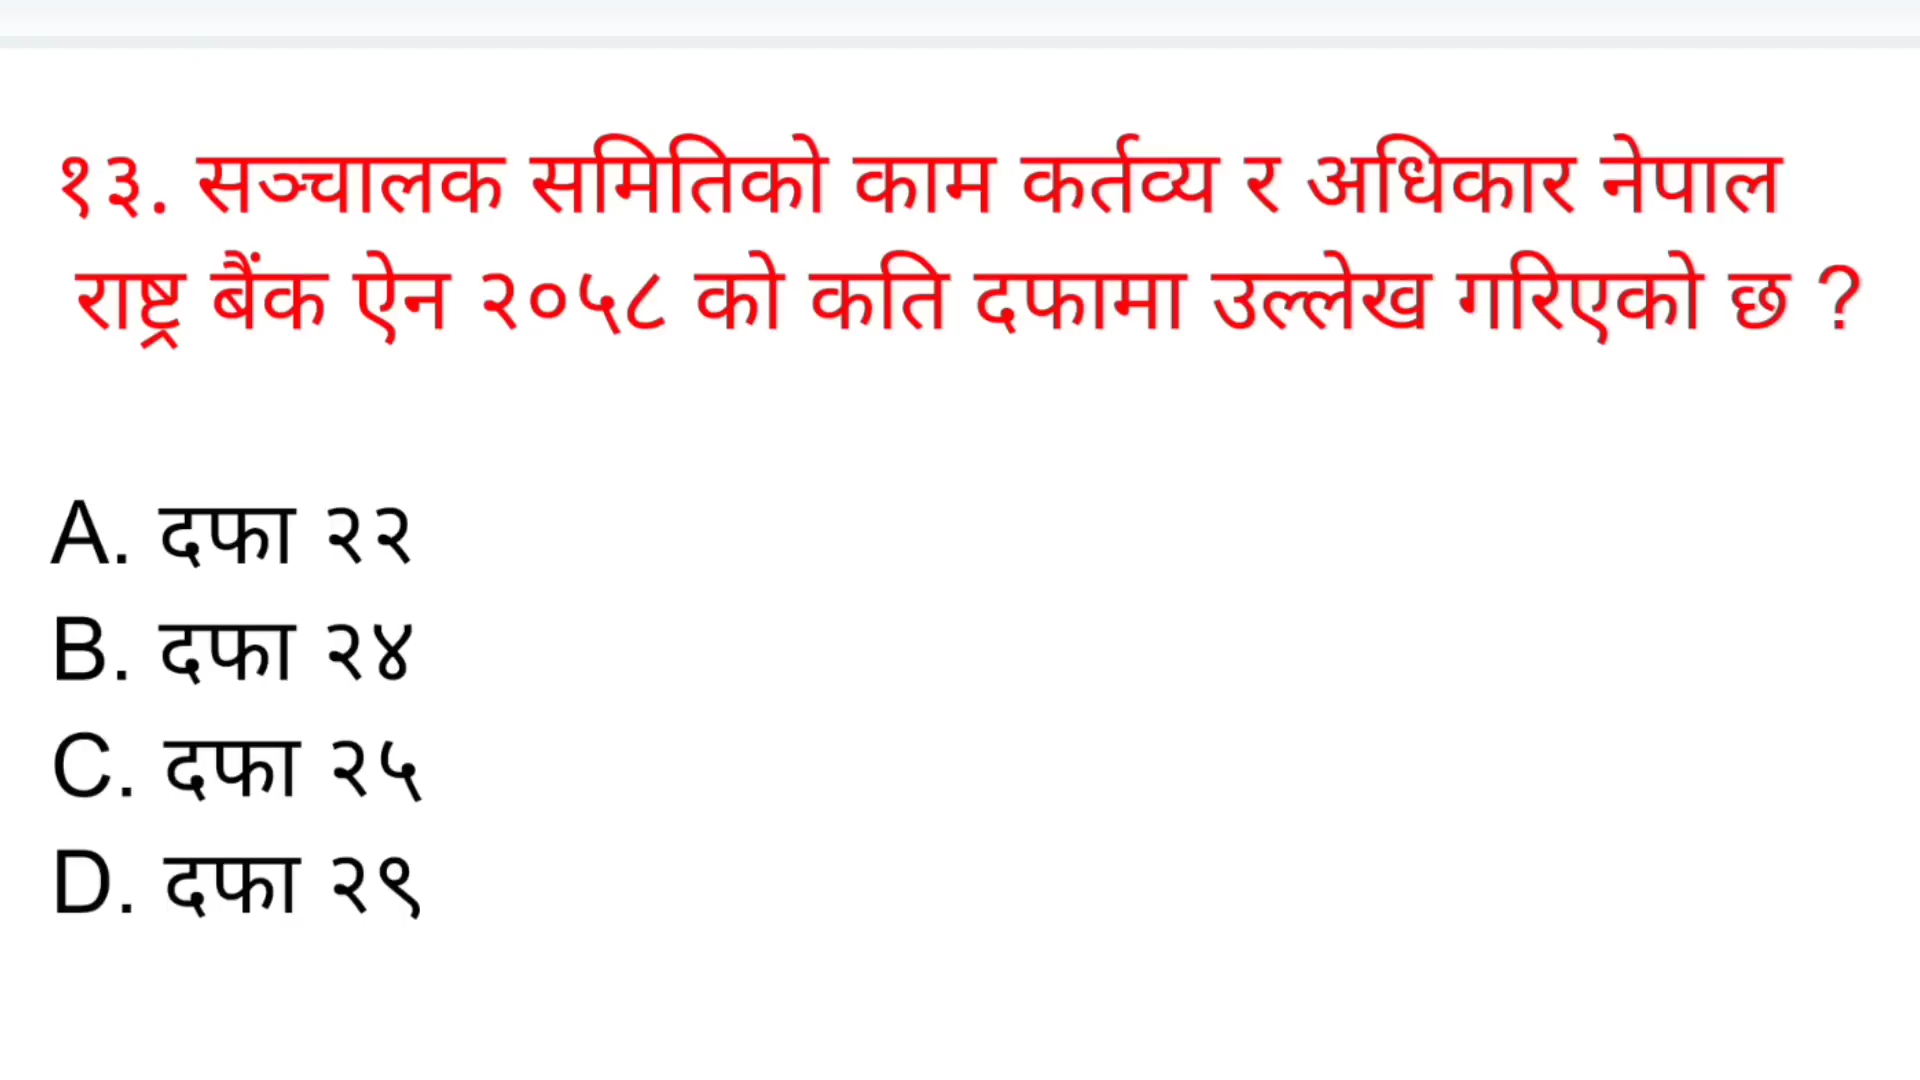 १३. सञ्चालक समितिको काम कर्तव्य र अधिकार नेपाल
राष्ट्र बैंक ऐन २०५८ को कति दफामा उल्लेख गरिएको छ ?
A. दफा २२
B. दफा २४
C. दफा २५
D. दफा २९